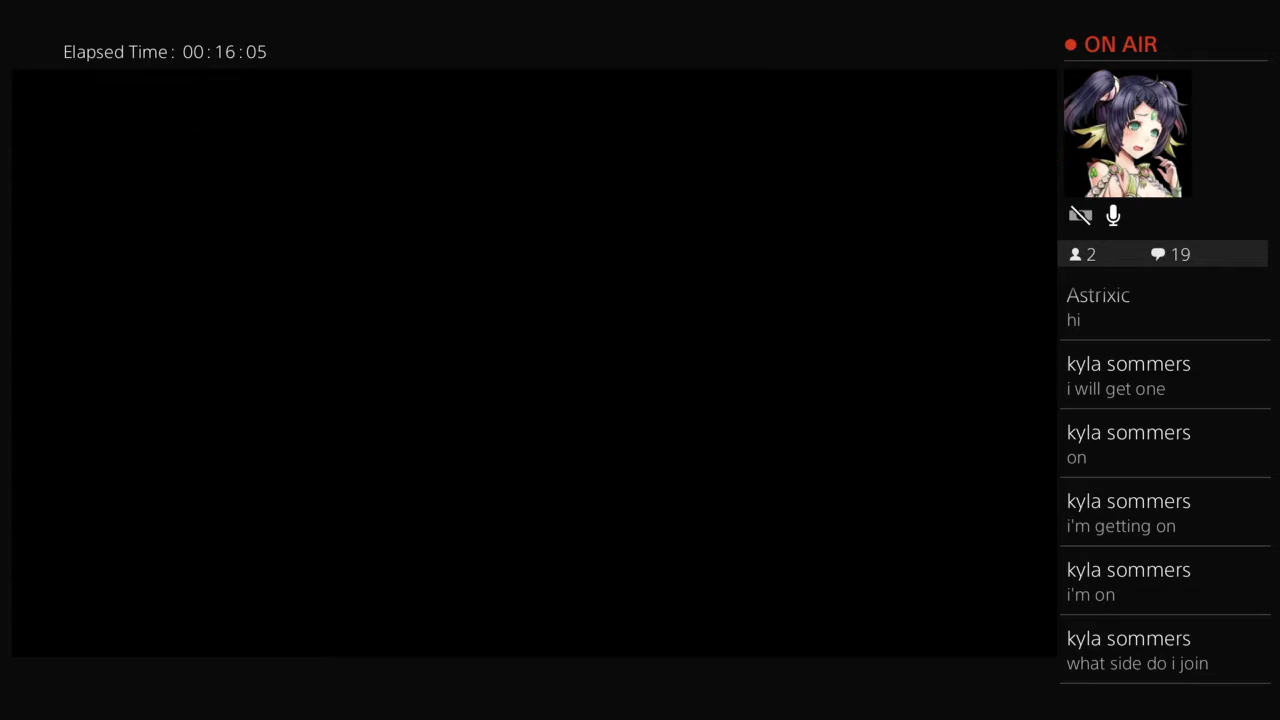 Elapsed Time: 00:16:05
ON AIR
2 19
Astrixic
hi
kyla sommers
i will get one
kyla sommers
on
kyla sommers
i'm getting on
kyla sommers
i'm on
kyla sommers
what side do i join